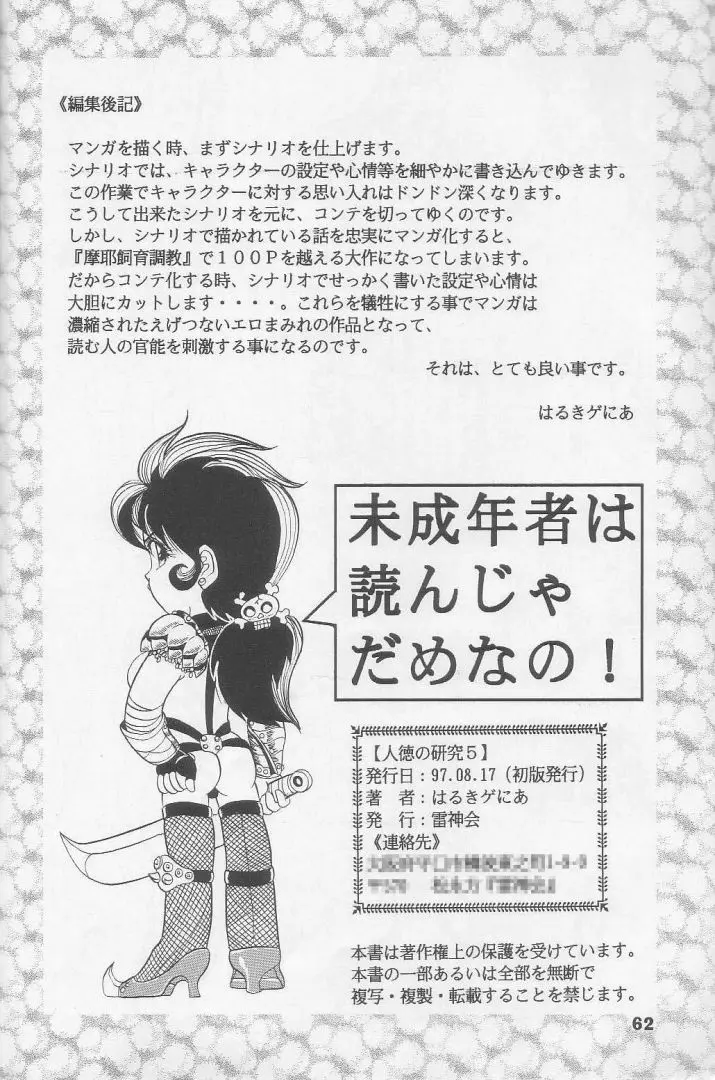 《編集後記》
マンガを描く時、まずシナリオを仕上げます。
シナリオでは、キャラクターの設定や心情等を細やかに書き込んでゆきます。
この作業でキャラクターに対する思い入れはドンドン深くなります。
こうして出来たシナリオを元に、コンテを切ってゆくのです。
しかし、シナリオで描かれている話を忠実にマンガ化すると、
『摩耶飼育調教』で１００Ｐを越える大作になってしまいます。
だからコンテ化する時、シナリオでせっかく書いた設定や心情は
大胆にカットします・・・・。これらを犠牲にする事でマンガは
濃縮されたえげつないエロまみれの作品となって、
読む人の官能を刺激する事になるのです。
それは、とても良い事です。
はるきゲにあ
未成年者は
読んじゃ
だめなの！
【人徳の研究５】
発行日：97.08.17（初版発行）
著　者：はるきゲにあ
発　行：雷神会
《連絡先》
本書は著作権上の保護を受けています。
本書の一部あるいは全部を無断で
複写・複製・転載することを禁じます。
62